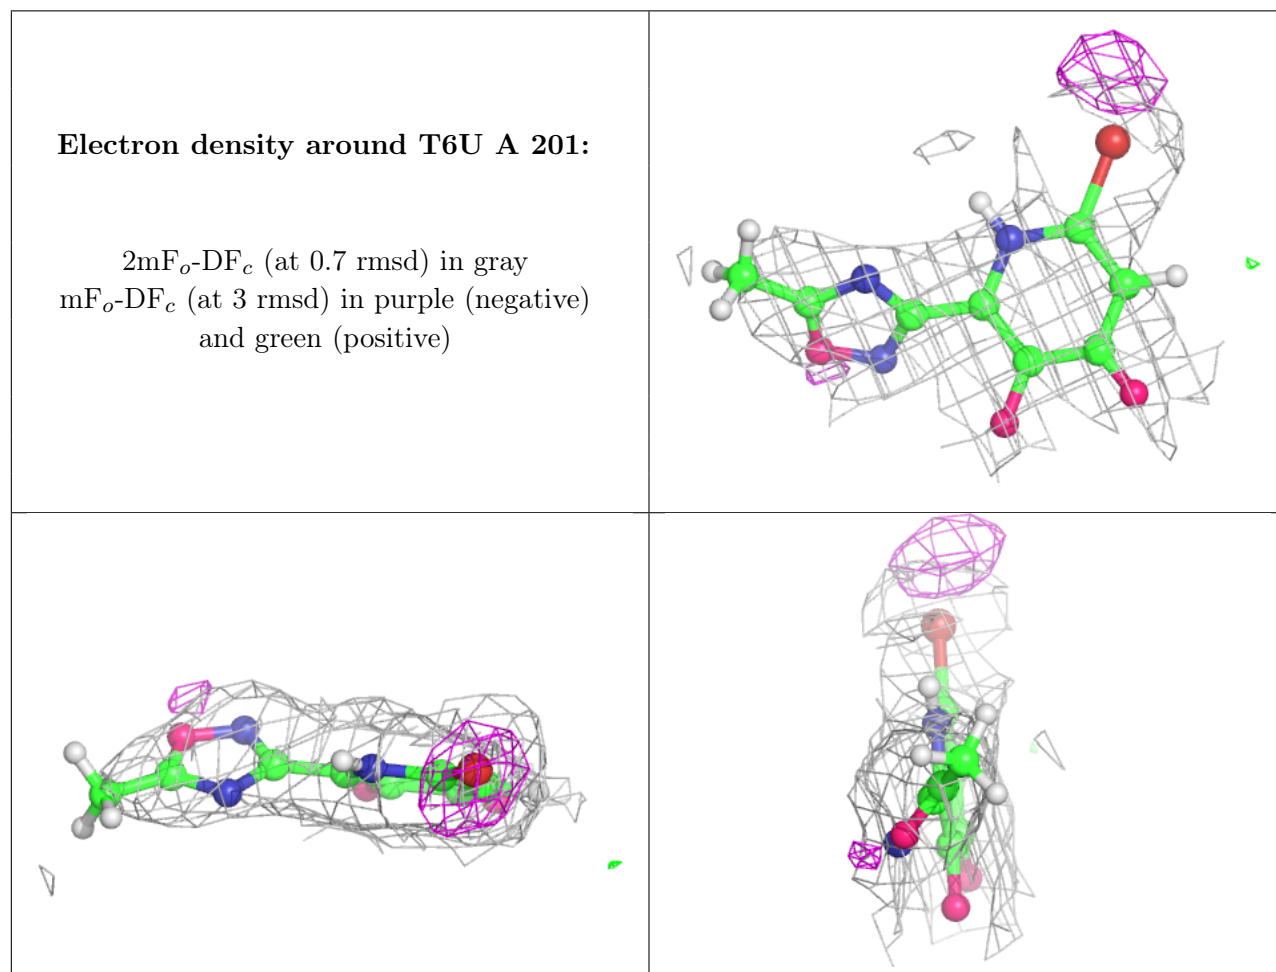 Electron density around T6U A 201:
2mFo-DFc (at 0.7 rmsd) in gray
mFo-DFc (at 3 rmsd) in purple (negative)
and green (positive)